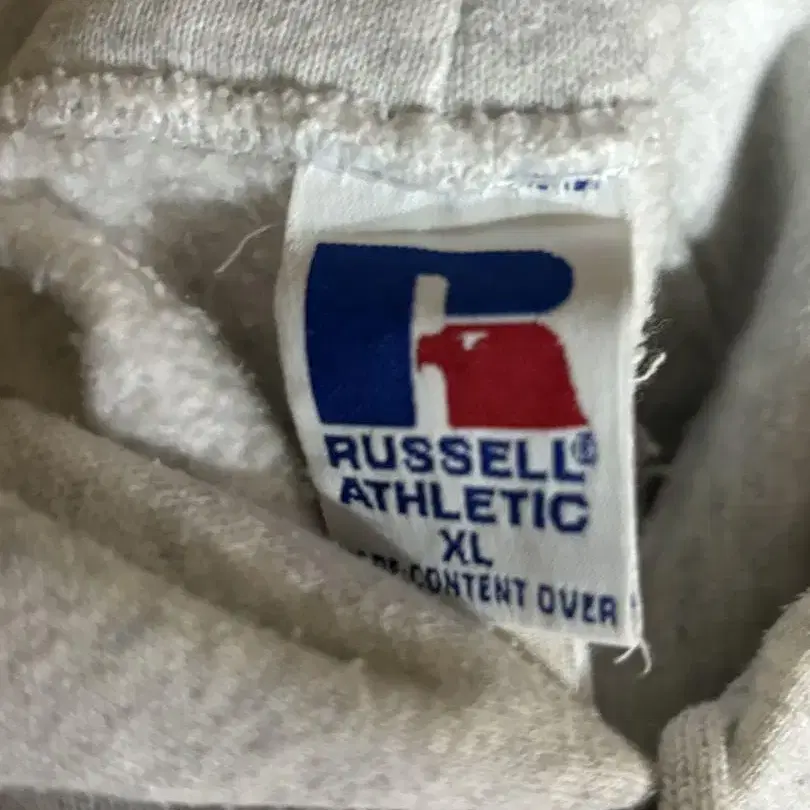 RUSSELL®
ATHLETIC
XL
CONTENT OVER